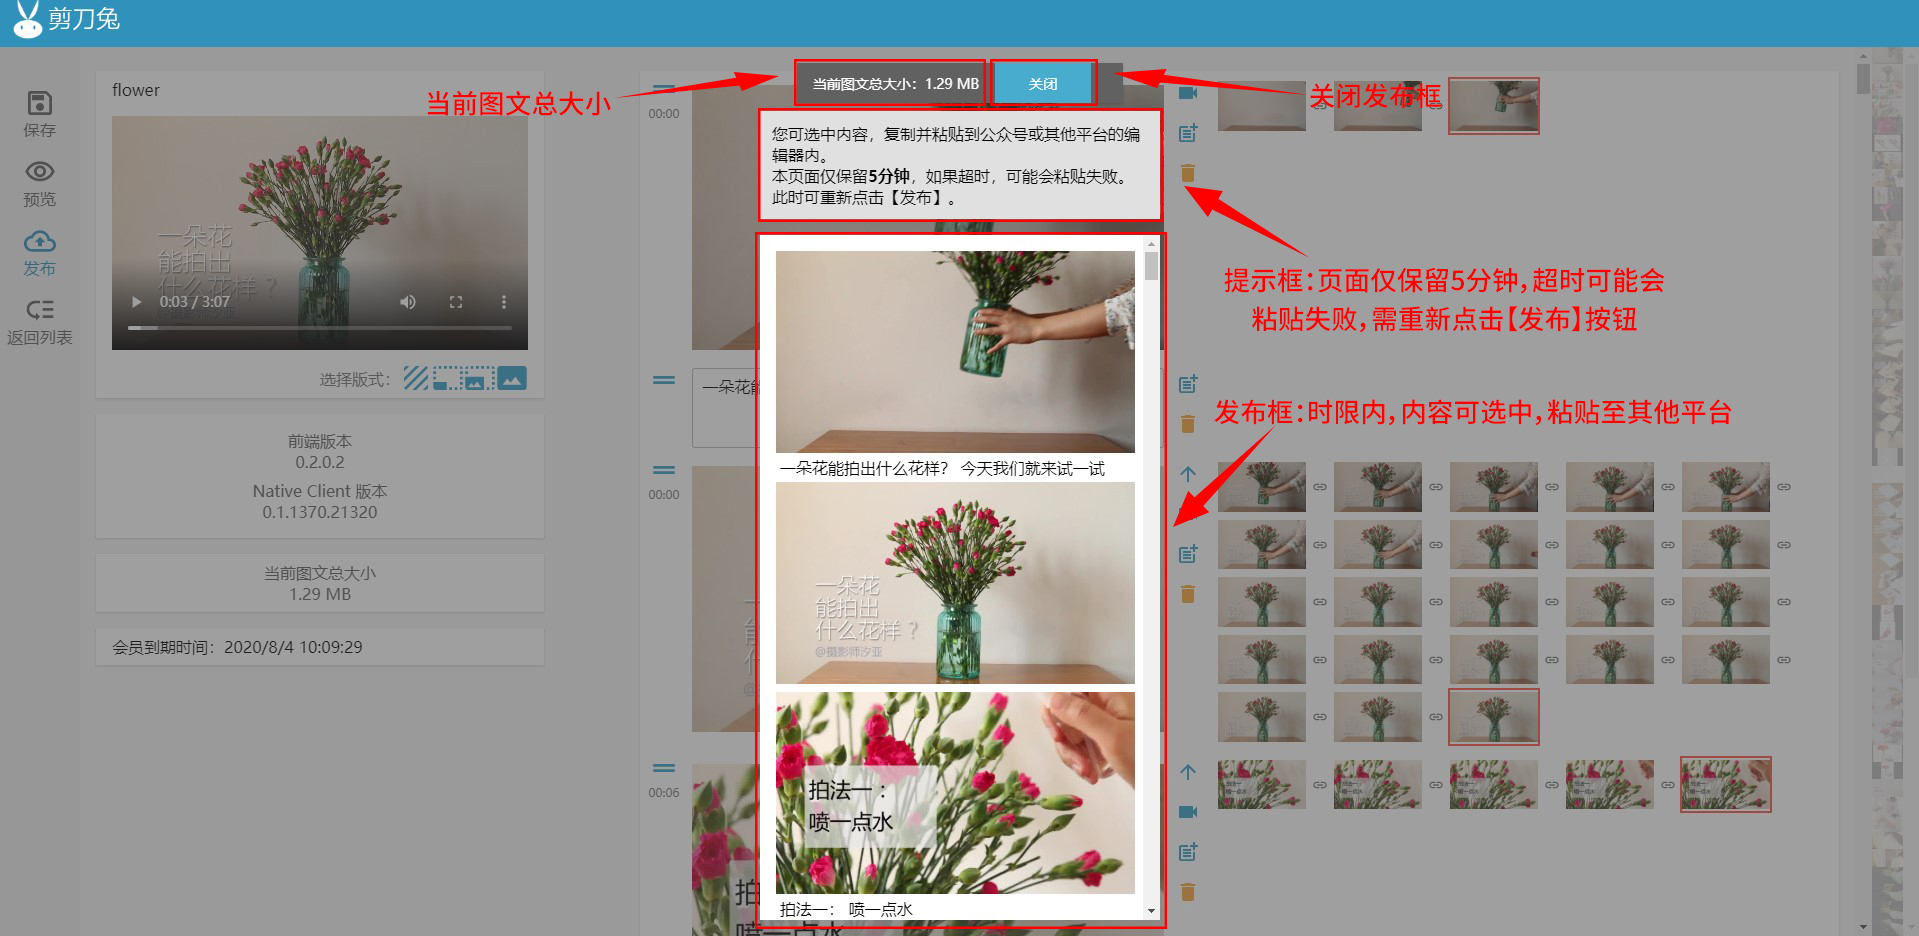 剪刀兔
保存
预览
发布
返回列表
flower
一朵花
能拍出
什么花样？
@摄影师汐亚
0:03 / 3:07
选择版式：
前端版本
0.2.0.2
Native Client 版本
0.1.1370.21320
当前图文总大小
1.29 MB
会员到期时间：2020/8/4 10:09:29
当前图文总大小
当前图文总大小：1.29 MB
关闭
关闭发布框
您可选中内容，复制并粘贴到公众号或其他平台的编
辑器内。
本页面仅保留5分钟，如果超时，可能会粘贴失败。
此时可重新点击【发布】。
提示框：页面仅保留5分钟，超时可能会
粘贴失败，需重新点击【发布】按钮
发布框：时限内，内容可选中，粘贴至其他平台
00:00
一朵花能
00:00
00:06
一朵花能拍出什么花样？ 今天我们就来试一试
一朵花
能拍出
什么花样？
@摄影师汐亚
拍法一：
喷一点水
拍法一： 喷一点水